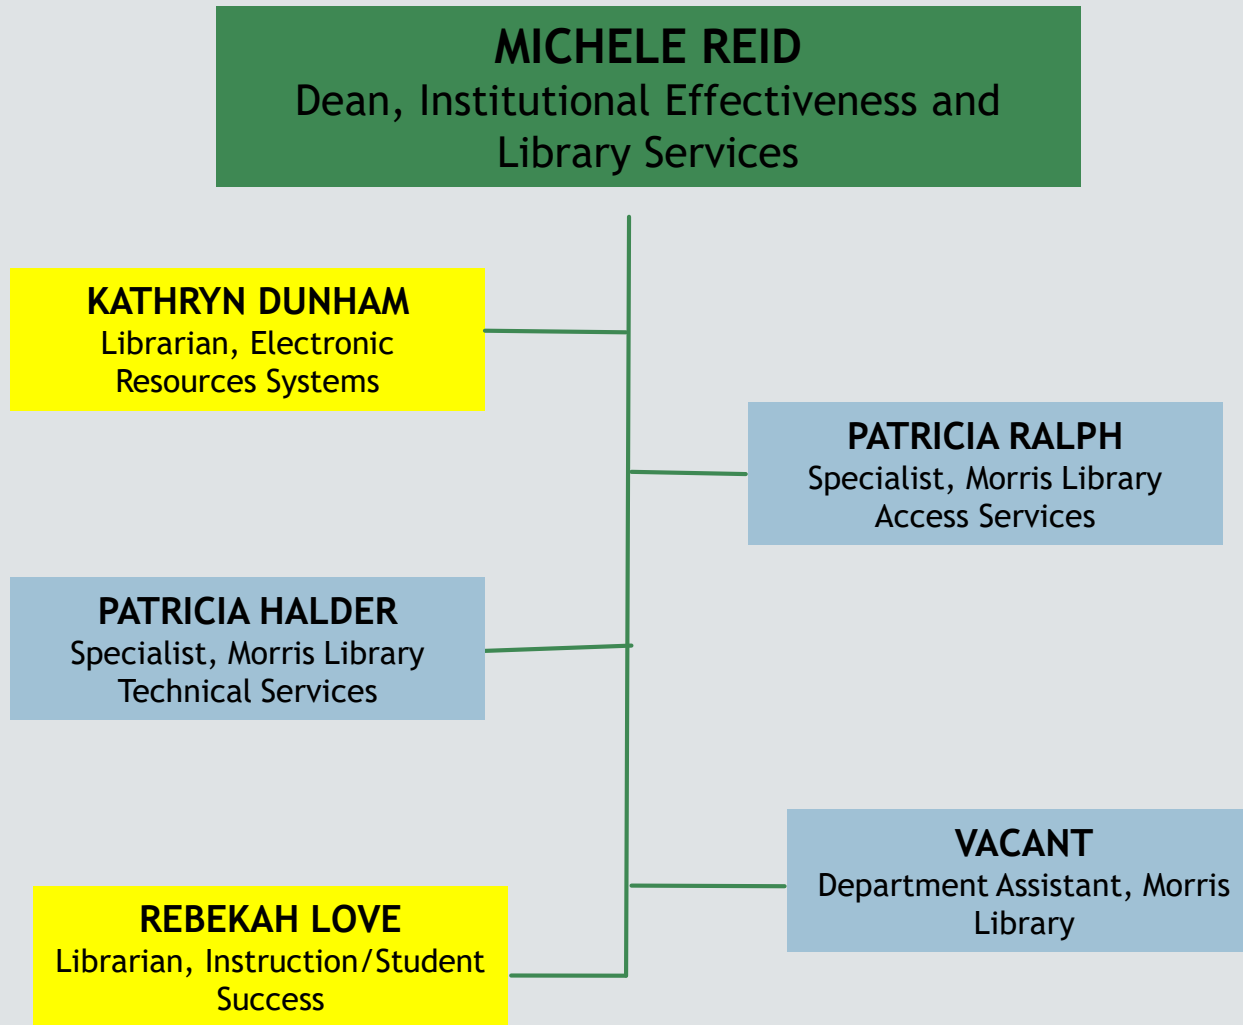 MICHELE REID
Dean, Institutional Effectiveness and
Library Services
KATHRYN DUNHAM
Librarian, Electronic
Resources Systems
PATRICIA RALPH
Specialist, Morris Library
Access Services
PATRICIA HALDER
Specialist, Morris Library
Technical Services
VACANT
Department Assistant, Morris
Library
REBEKAH LOVE
Librarian, Instruction/Student
Success